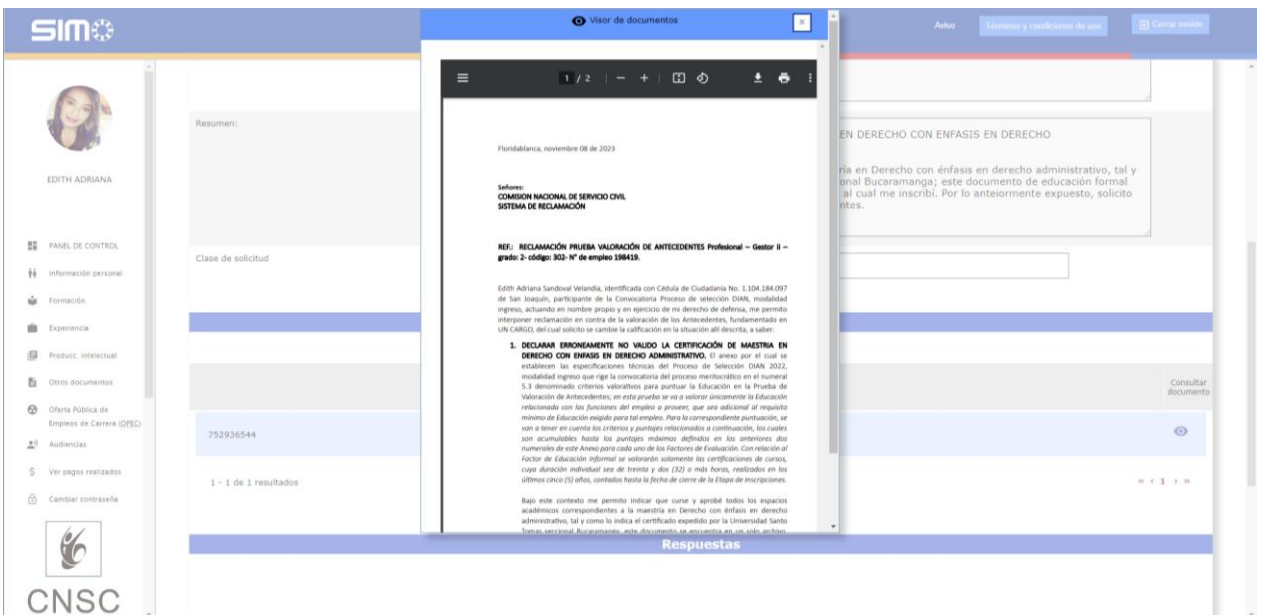 SIMO
Visor de documentos
x
Aviso
Términos y condiciones de uso
Cerrar sesión
EDITH ADRIANA
PANEL DE CONTROL
Información personal
Formación
Experiencia
Producc. intelectual
Otros documentos
Oferta Pública de
Empleos de Carrera (OPEC)
Audiencias
Ver pagos realizados
Cambiar contraseña
CNSC
Resumen:
Clase de solicitud
752936544
1 - 1 de 1 resultados
1 / 2
Floridablanca, noviembre 08 de 2023
Señores:
COMISION NACIONAL DE SERVICIO CIVIL
SISTEMA DE RECLAMACIÓN
REF.: RECLAMACIÓN PRUEBA VALORACIÓN DE ANTECEDENTES Profesional – Gestor II –
grado: 2- código: 302- N° de empleo 198419.
Edith Adriana Sandoval Velandia, identificada con Cédula de Ciudadanía No. 1.104.184.097
de San Joaquin, participante de la Convocatoria Proceso de selección DIAN, modalidad
ingreso, actuando en nombre propio y en ejercicio de mi derecho de defensa, me permito
interponer reclamación en contra de la valoración de los Antecedentes, fundamentado en
UN CARGO, del cual solicito se cambie la calificación en la situación allí descrita, a saber:
1. DECLARAR ERRONEAMENTE NO VALIDO LA CERTIFICACIÓN DE MAESTRIA EN
DERECHO CON ENFASIS EN DERECHO ADMINISTRATIVO. El anexo por el cual se
establecen las especificaciones técnicas del Proceso de Selección DIAN 2022,
modalidad ingreso que rige la convocatoria del proceso meritocrático en el numeral
5.3 denominado criterios valorativos para puntuar la Educación en la Prueba de
Valoración de Antecedentes; en esta prueba se va a valorar únicamente la Educación
relacionada con las funciones del empleo a proveer, que sea adicional al requisito
mínimo de Educación exigido para tal empleo. Para la correspondiente puntuación, se
van a tener en cuenta los criterios y puntajes relacionados a continuación, los cuales
son acumulables hasta los puntajes máximos definidos en los anteriores dos
numerales de este Anexo para cada uno de los Factores de Evaluación. Con relación al
Factor de Educación Informal se valorarán solamente las certificaciones de cursos,
cuya duración individual sea de treinta y dos (32) o más horas, realizados en los
últimos cinco (5) años, contados hasta la fecha de cierre de la Etapa de Inscripciones.
Bajo este contexto me permito indicar que curse y aprobé todos los espacios
académicos correspondientes a la maestría en Derecho con énfasis en derecho
administrativo, tal y como lo indica el certificado expedido por la Universidad Santo
Tomas seccional Bucaramanga; este documento se encuentra en un solo archivo,
EN DERECHO CON ENFASIS EN DERECHO
ría en Derecho con énfasis en derecho administrativo, tal y
onal Bucaramanga; este documento de educación formal
al cual me inscribí. Por lo anteiormente expuesto, solicito
ntes.
Consultar
documento
« ‹ 1 › »
Respuestas